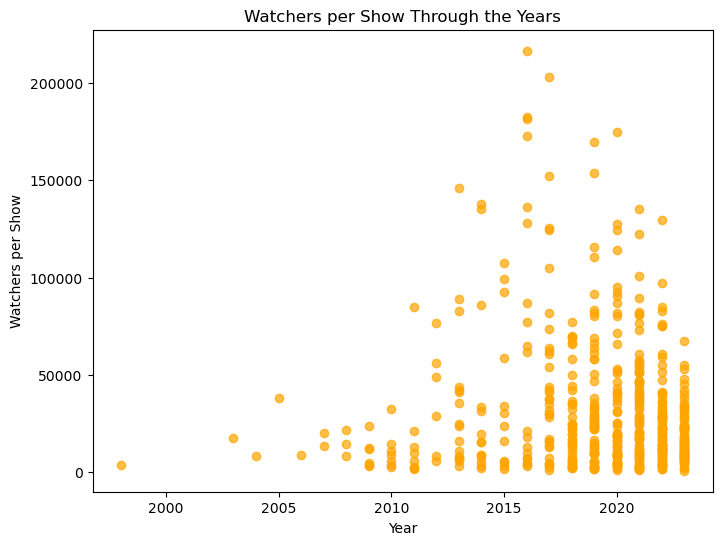 Watchers per Show Through the Years
200000
150000
100000
50000
0
Watchers per Show
2000 2005 2010 2015 2020
Year